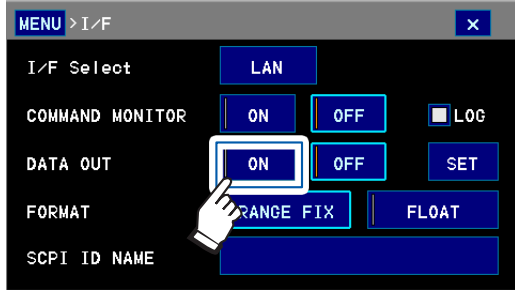 MENU >I/F ×
I/F Select LAN
COMMAND MONITOR ON OFF LOG
DATA OUT ON OFF SET
FORMAT RANGE FIX FLOAT
SCPI ID NAME